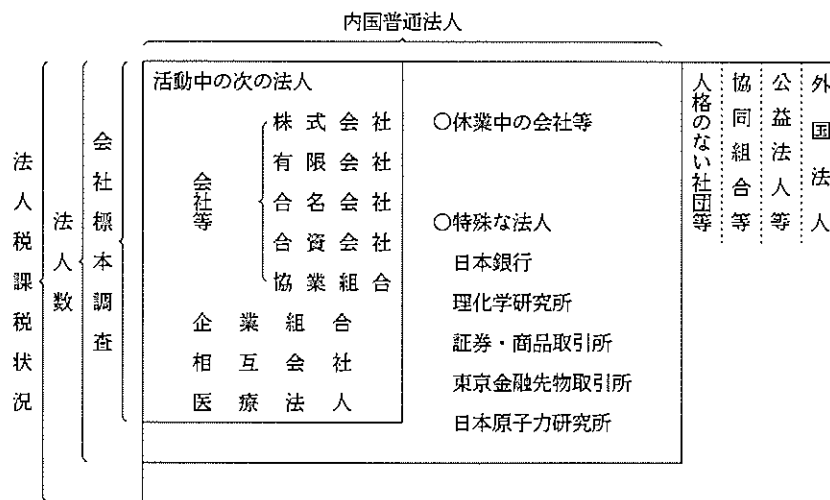 内国普通法人
法人税課税状況
法人数
会社標本調査
活動中の次の法人
会社等
株式会社
有限会社
合名会社
合資会社
協業組合
企業組合
相互会社
医療法人
○休業中の会社等
○特殊な法人
日本銀行
理化学研究所
証券・商品取引所
東京金融先物取引所
日本原子力研究所
人格のない社団等
協同組合等
公益法人等
外国法人